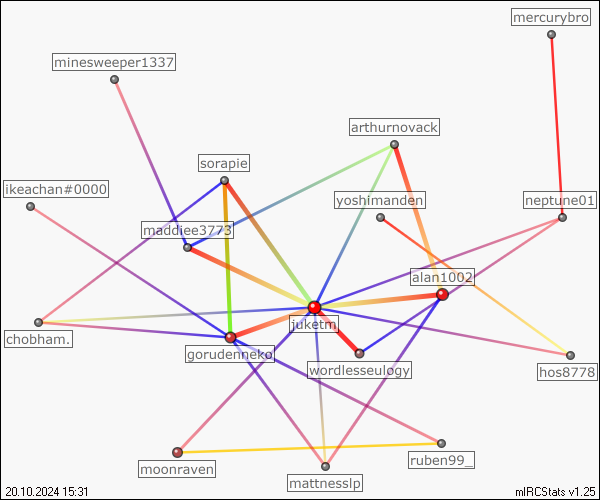 mercurybro
minesweeper1337
arthurnovack
sorapie
ikeachan#0000
yoshimanden
neptune01
maddiee3773
alan1002
juketm
chobham.
gorudenneko
wordlesseulogy
hos8778
ruben99_
moonraven
mattnesslp
20.10.2024 15:31
mIRCStats v1.25